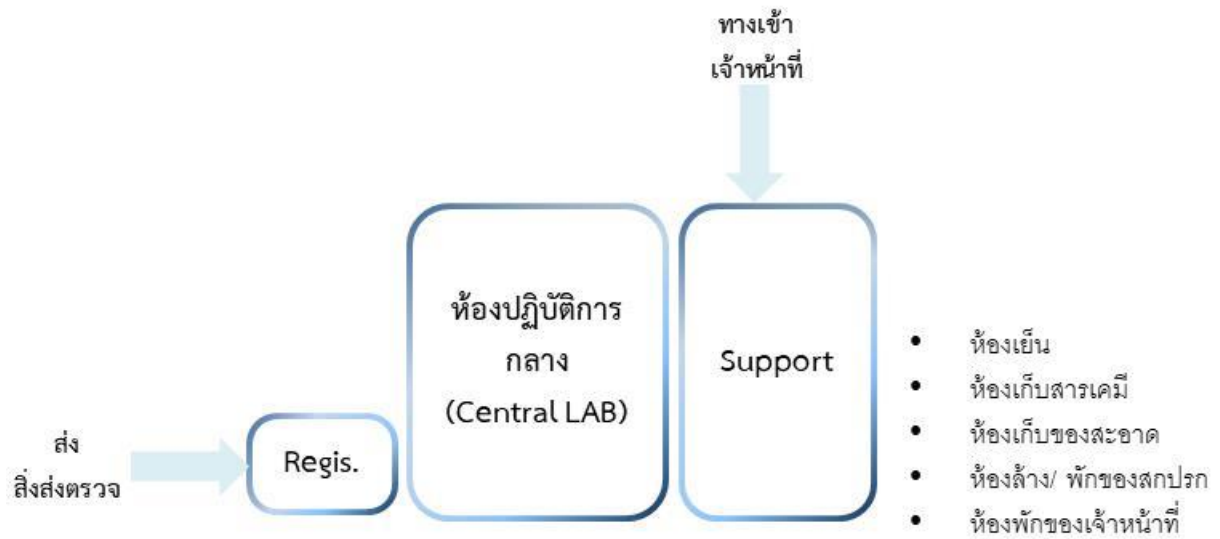 ทางเข้า
เจ้าหน้าที่
ห้องปฏิบัติการ
กลาง
(Central LAB)
Support
ส่ง
สิ่งส่งตรวจ
Regis.
• ห้องเย็น
• ห้องเก็บสารเคมี
• ห้องเก็บของสะอาด
• ห้องล้าง/ พักของสกปรก
• ห้องพักของเจ้าหน้าที่